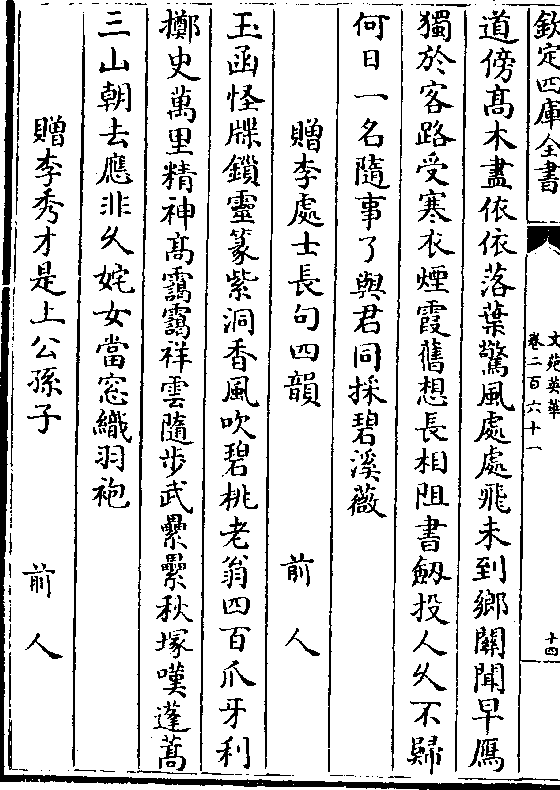 欽定四庫全書
文苑英華
卷二百六十一
十四
道傍髙木盡依依落葉驚風處處飛未到鄉關聞早鴈
獨於客路受寒衣煙霞舊想長相阻書劔投人久不歸
何日一名隨事了與君同採碧溪薇
贈李處士長句四韻　前人
玉函怪牒鎖靈篆紫洞香風吹碧桃老翁四百爪牙利
擲史萬里精神髙靄靄祥雲隨步武纍纍秋塚嘆蓬蒿
三山朝去應非久姹女當窓織羽袍
贈李秀才是上公孫子　前人